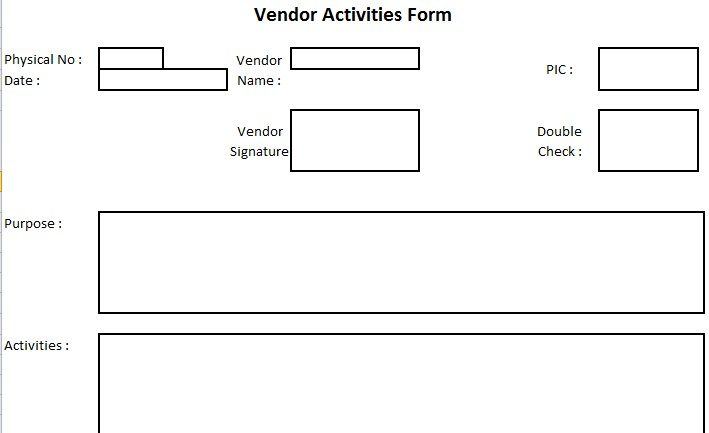 Vendor Activities Form
Physical No :
Date :
Vendor
Name :
PIC :
Vendor
Signature
Double
Check :
Purpose :
Activities :